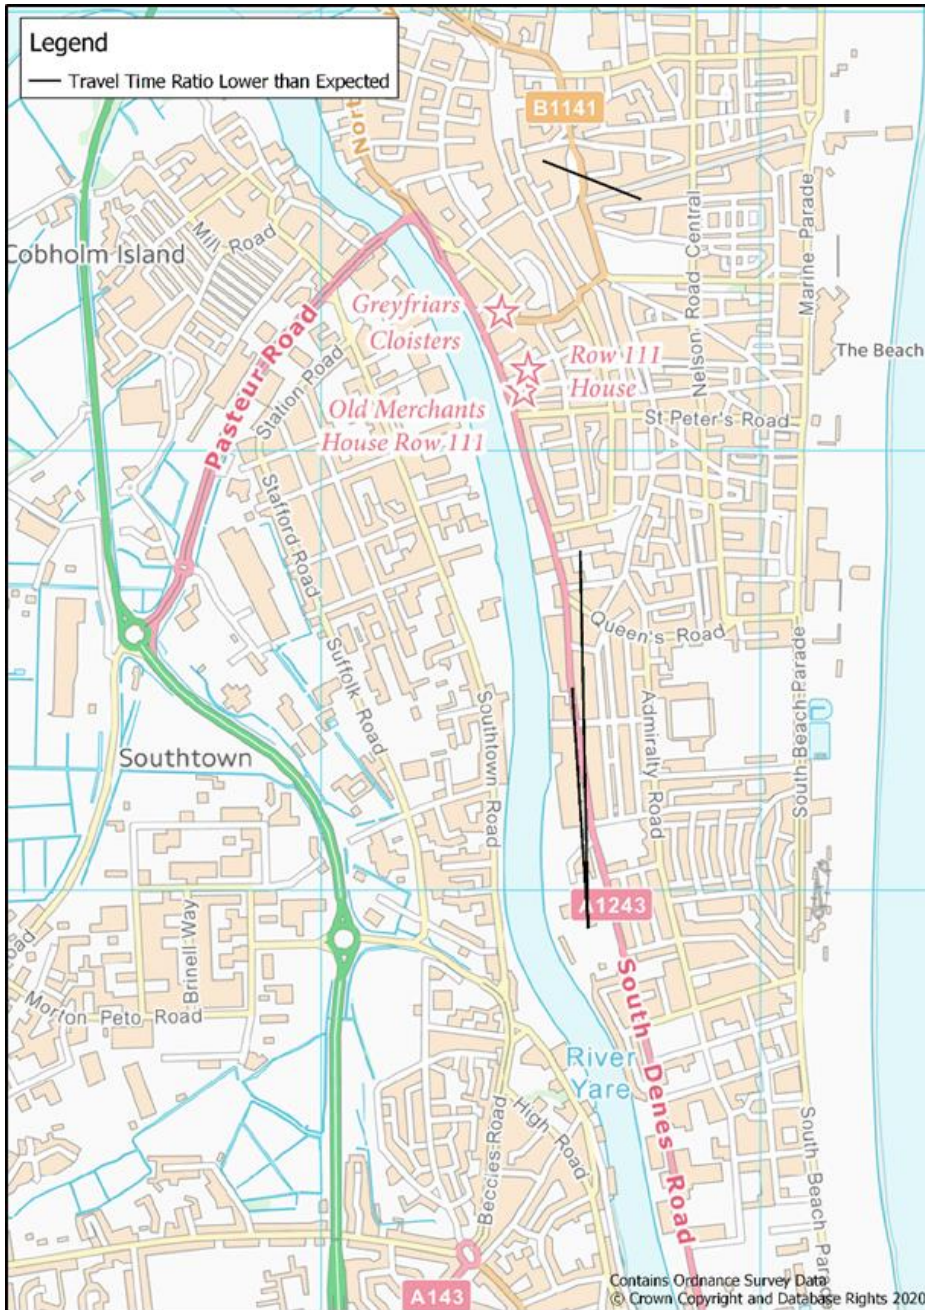 Legend
Travel Time Ratio Lower than Expected
B1141
Mill Road
Cobholm Island
Nelson Road Central
Marine Parade
Greyfriars
Cloisters
Row 111
House
The Beach
Pasteur Road
Station Road
Old Merchants
House Row 111
St Peter's Road
Stafford Road
Queen's Road
Suffolk Road
Southtown Road
Admiralty Road
South Beach Parade
Southtown
A1243
Brinell Way
Morton Peto Road
South Denes Road
River
Yare
High Road
Beccies Road
South Beach Parade
A143
Contains Ordnance Survey Data
© Crown Copyright and Database Rights 2020